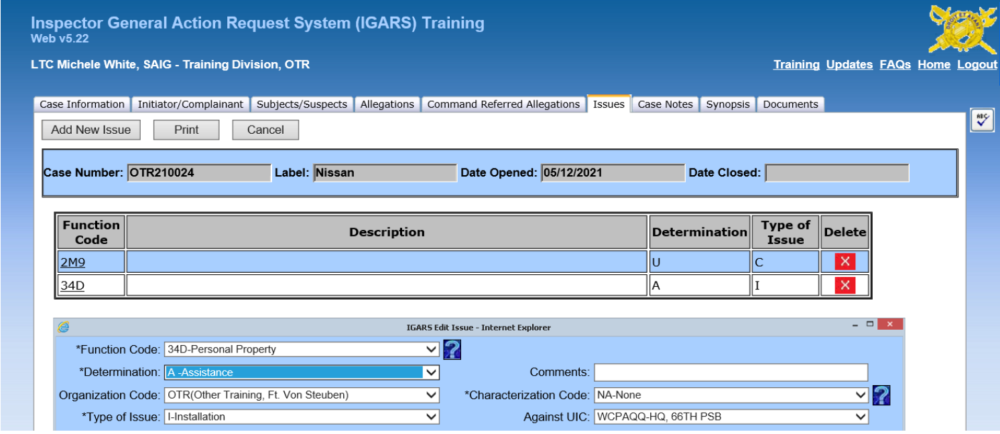 Inspector General Action Request System (IGARS) Training
Web v5.22
LTC Michele White, SAIG - Training Division, OTR
Training Updates FAQs Home Logout
Case Information Initiator/Complainant Subjects/Suspects Allegations Command Referred Allegations Issues Case Notes Synopsis Documents
ABC
Add New Issue Print Cancel
Case Number: OTR210024 Label: Nissan Date Opened: 05/12/2021 Date Closed:
Function Code Description Determination Type of Issue Delete
2M9 U C X
34D A I X
IGARS Edit Issue - Internet Explorer
*Function Code: 34D-Personal Property ?
*Determination: A -Assistance Comments:
Organization Code: OTR(Other Training, Ft. Von Steuben) *Characterization Code: NA-None ?
*Type of Issue: I-Installation Against UIC: WCPAQQ-HQ, 66TH PSB